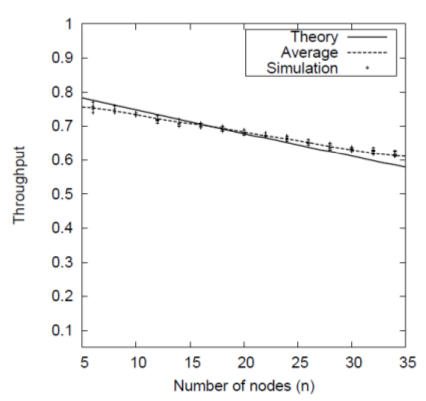 1
0.9
0.8
0.7
0.6
0.5
0.4
0.3
0.2
0.1
Throughput
Theory
Average
Simulation
5 10 15 20 25 30 35
Number of nodes (n)